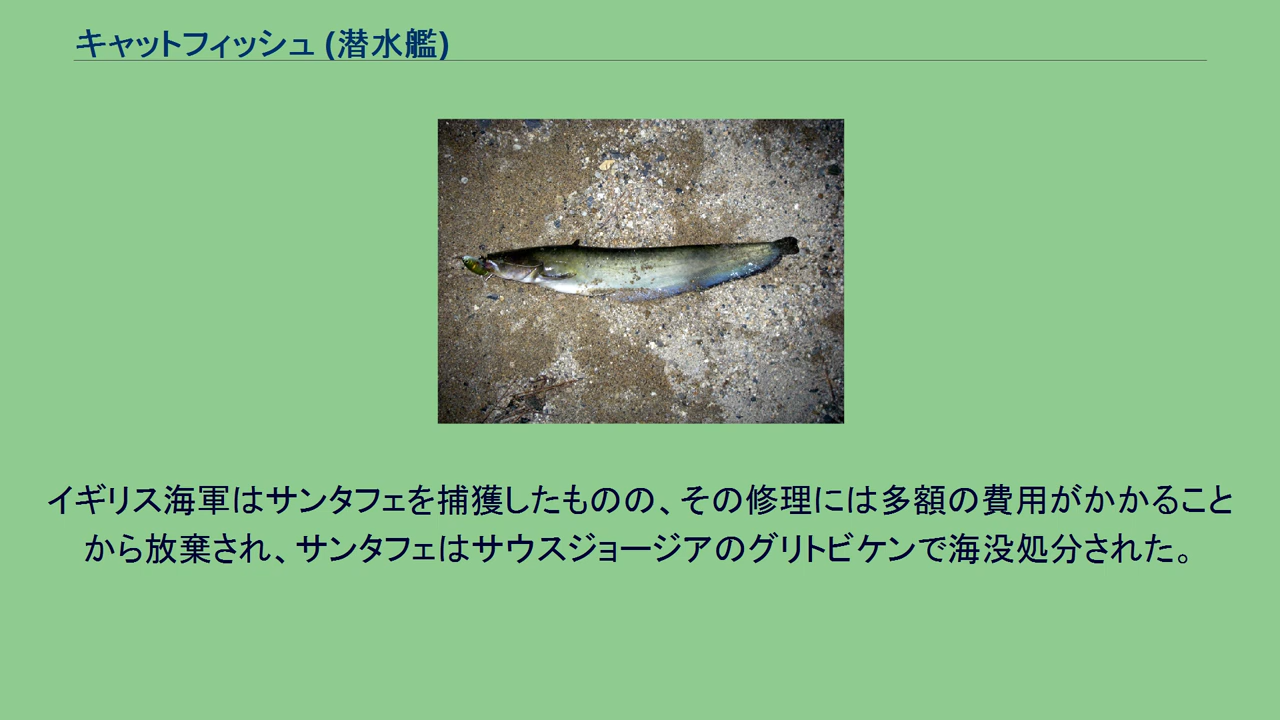 キャットフィッシュ (潜水艦)
イギリス海軍はサンタフェを捕獲したものの、その修理には多額の費用がかかること
から放棄され、サンタフェはサウスジョージアのグリトビケンで海没処分された。